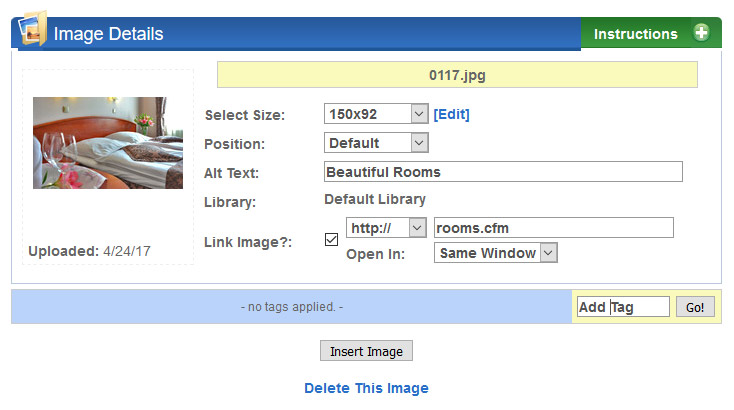 Image Details
Instructions
0117.jpg
Select Size: 150x92 [Edit]
Position: Default
Alt Text: Beautiful Rooms
Library: Default Library
Link Image?: http:// rooms.cfm
Open In: Same Window
Uploaded: 4/24/17
- no tags applied. -
Add Tag Go!
Insert Image
Delete This Image